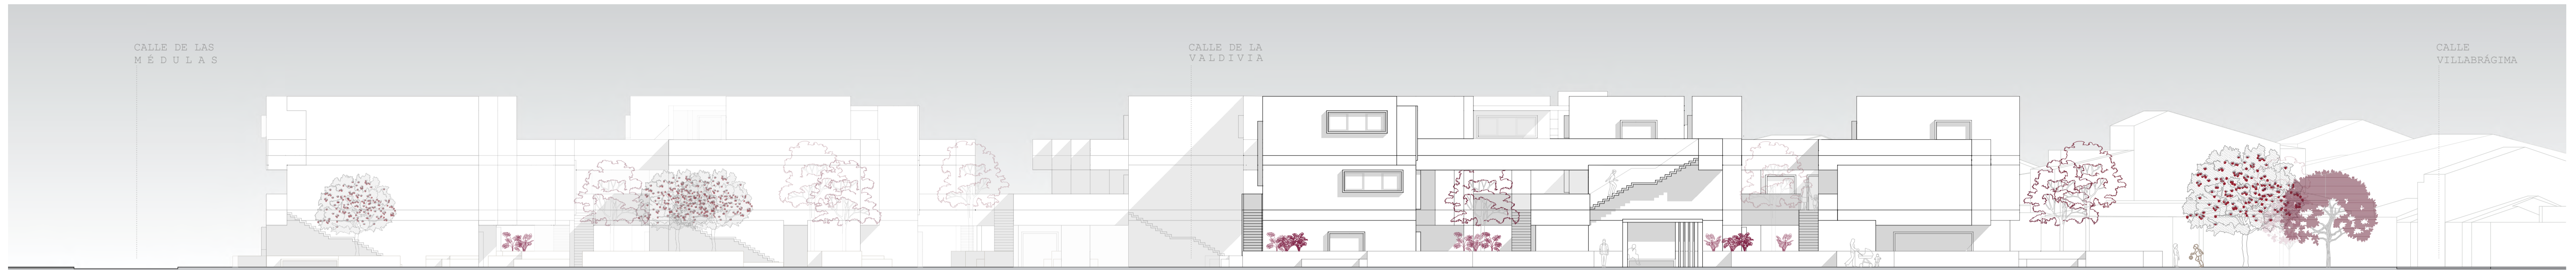 CALLE DE LAS
MÉDULAS
CALLE DE LA
VALDIVIA
CALLE
VILLABRÁGIMA